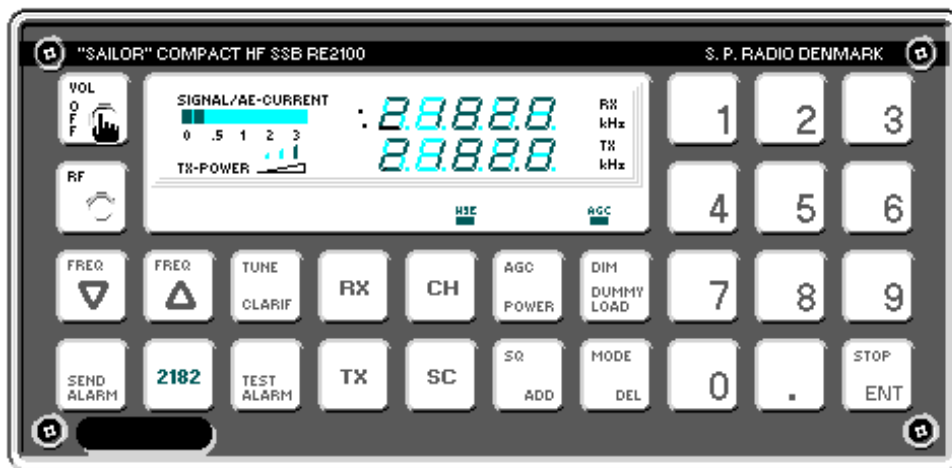 "SAILOR" COMPACT HF SSB RE2100
S. P. RADIO DENMARK
VOL
OFF
SIGNAL/AE-CURRENT
0 .5 1 2 3
TX-POWER
RX
kHz
TX
kHz
1 2 3
RF
AGC
4 5 6
FREQ
FREQ
TUNE
CLARIF
RX
CH
AGC
POWER
DIM
DUMMY
LOAD
7 8 9
SEND
ALARM
2182
TEST
ALARM
TX
SC
SQ
ADD
MODE
DEL
0 .
STOP
ENT